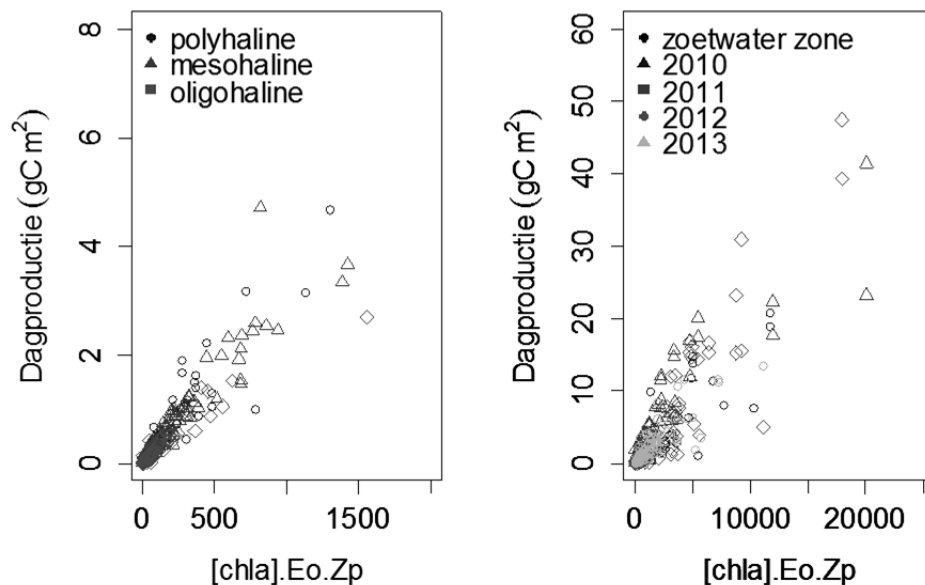 8
6
4
2
0
Dagproductie (gC m²)
polyhaline
mesohaline
oligohaline
0
500
1500
[chla].Eo.Zp
60
50
40
30
20
10
0
Dagproductie (gC m²)
zoetwater zone
2010
2011
2012
2013
0
10000
20000
[chla].Eo.Zp